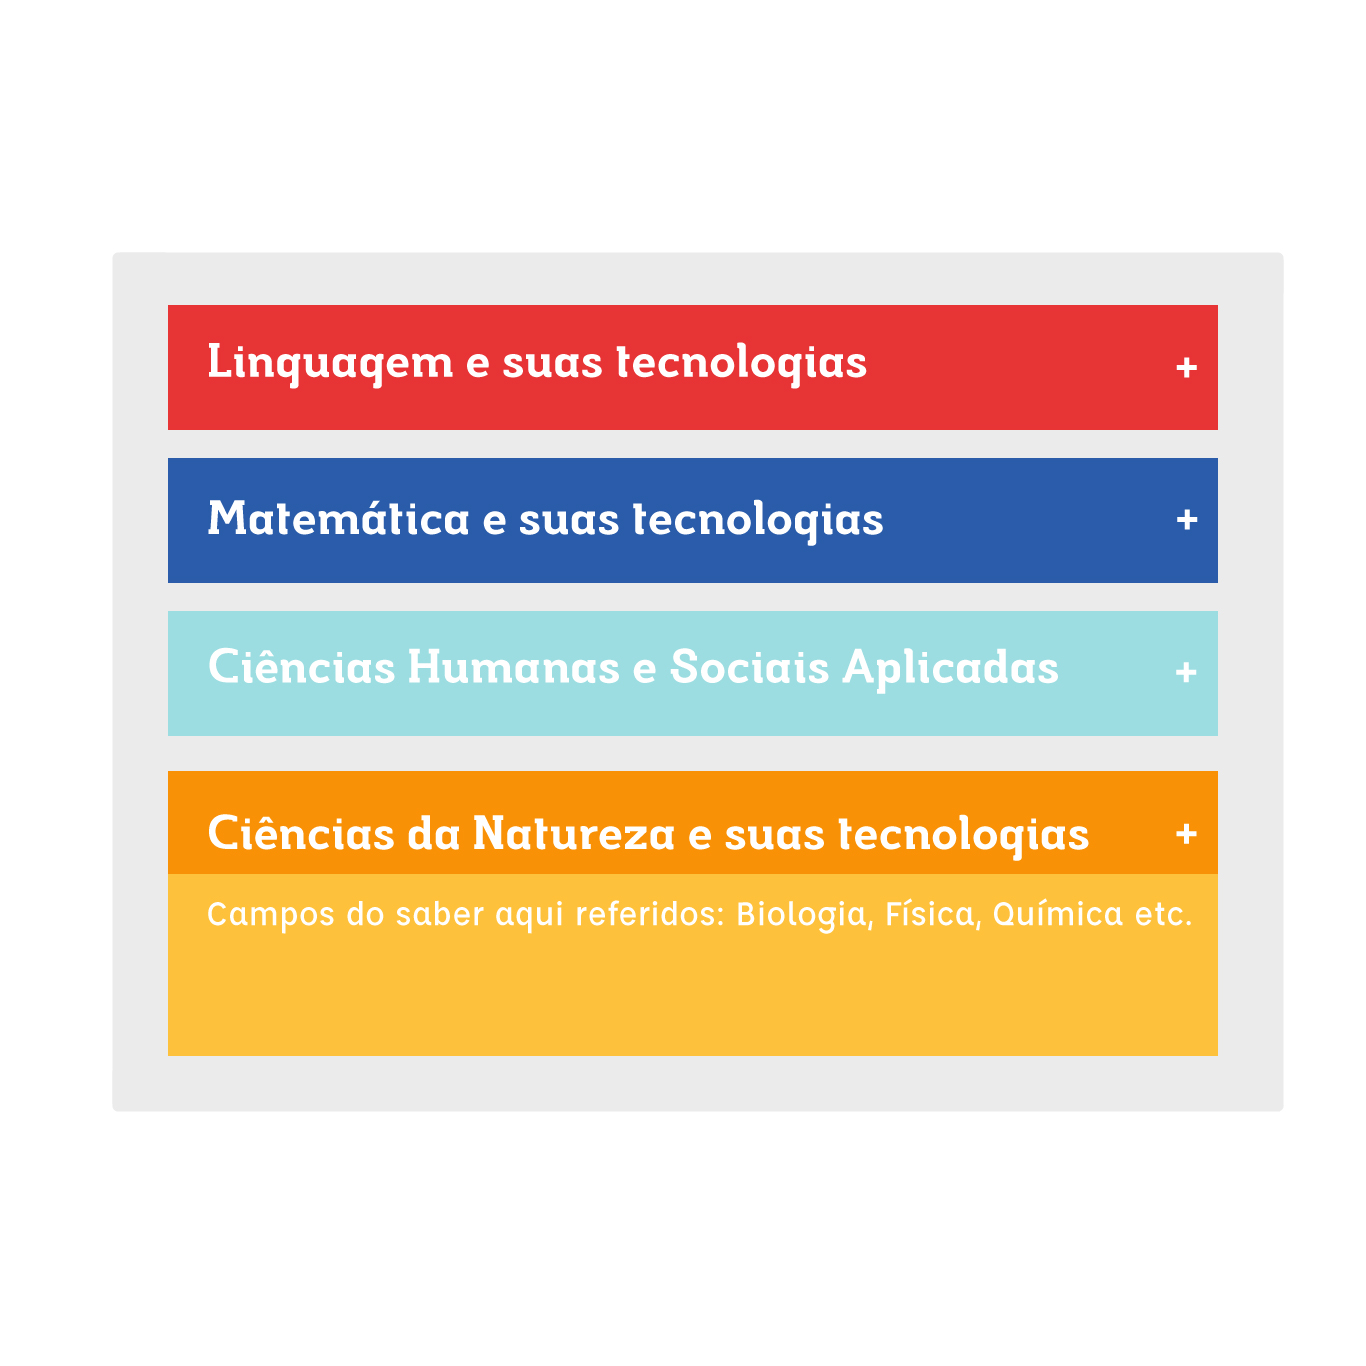 Linguagem e suas tecnologias
+
Matemática e suas tecnologias
+
Ciências Humanas e Sociais Aplicadas
+
Ciências da Natureza e suas tecnologias
+
Campos do saber aqui referidos: Biologia, Física, Química etc.